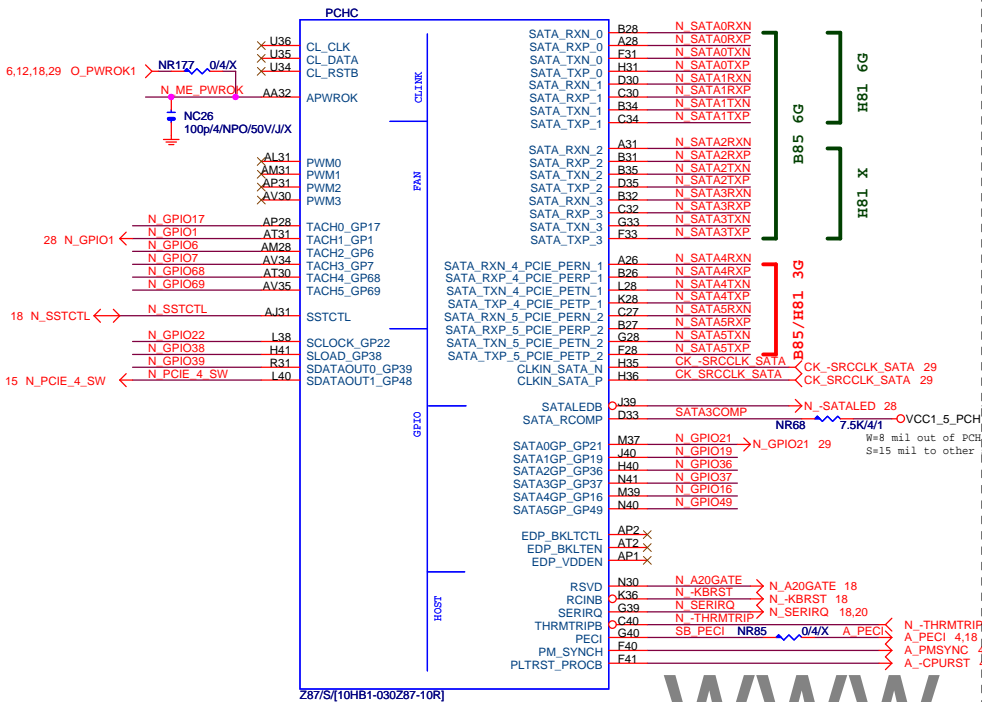 PCHC
U36 CL_CLK
U35 CL_DATA
U34 CL_RSTB
6,12,18,29 O_PWROK1 NR177 0/4/X
N_ME_PWROK AA32 APWROK
NC26
100p/4/NPO/50V/J/X
CLINK
AL31 PWM0
AM31 PWM1
AP31 PWM2
AV30 PWM3
FAN
N_GPIO17 AP28 TACH0_GP17
28 N_GPIO1 N_GPIO1 AT31 TACH1_GP1
N_GPIO6 AM28 TACH2_GP6
N_GPIO7 AV34 TACH3_GP7
N_GPIO68 AT30 TACH4_GP68
N_GPIO69 AV35 TACH5_GP69
18 N_SSTCTL N_SSTCTL AJ31 SSTCTL
N_GPIO22 L38 SCLOCK_GP22
N_GPIO38 H41 SLOAD_GP38
N_GPIO39 R31 SDATAOUT0_GP39
15 N_PCIE_4_SW N_PCIE_4_SW L40 SDATAOUT1_GP48
GPIO
HOST
SATA_RXN_0 B28 N_SATA0RXN
SATA_RXP_0 A28 N_SATA0RXP
SATA_TXN_0 F31 N_SATA0TXN
SATA_TXP_0 H31 N_SATA0TXP
SATA_RXN_1 D30 N_SATA1RXN
SATA_RXP_1 C30 N_SATA1RXP
SATA_TXN_1 B34 N_SATA1TXN
SATA_TXP_1 C34 N_SATA1TXP
SATA_RXN_2 A31 N_SATA2RXN
SATA_RXP_2 B31 N_SATA2RXP
SATA_TXN_2 B35 N_SATA2TXN
SATA_TXP_2 D35 N_SATA2TXP
SATA_RXN_3 B32 N_SATA3RXN
SATA_RXP_3 C32 N_SATA3RXP
SATA_TXN_3 G33 N_SATA3TXN
SATA_TXP_3 F33 N_SATA3TXP
B85 6G
H81 6G
H81 X
SATA_RXN_4_PCIE_PERN_1 A26 N_SATA4RXN
SATA_RXP_4_PCIE_PERP_1 B26 N_SATA4RXP
SATA_TXN_4_PCIE_PETN_1 L28 N_SATA4TXN
SATA_TXP_4_PCIE_PETP_1 K28 N_SATA4TXP
SATA_RXN_5_PCIE_PERN_2 C27 N_SATA5RXN
SATA_RXP_5_PCIE_PERP_2 B27 N_SATA5RXP
SATA_TXN_5_PCIE_PETN_2 G28 N_SATA5TXN
SATA_TXP_5_PCIE_PETP_2 F28 N_SATA5TXP
B85/H81 3G
CLKIN_SATA_N H35 CK_-SRCCLK_SATA CK_-SRCCLK_SATA 29
CLKIN_SATA_P H36 CK_SRCCLK_SATA CK_SRCCLK_SATA 29
SATALEDB J39 N_-SATALED 28
SATA_RCOMP D33 SATA3COMP NR68 7.5K/4/1 VCC1_5_PCH
W=8 mil out of PCH
S=15 mil to other
SATA0GP_GP21 M37 N_GPIO21 N_GPIO21 29
SATA1GP_GP19 J40 N_GPIO19
SATA2GP_GP36 H40 N_GPIO36
SATA3GP_GP37 N41 N_GPIO37
SATA4GP_GP16 M39 N_GPIO16
SATA5GP_GP49 N40 N_GPIO49
EDP_BKLTCTL AP2
EDP_BKLTEN AT2
EDP_VDDEN AP1
RSVD N30 N_A20GATE N_A20GATE 18
RCINB K36 N_-KBRST N_-KBRST 18
SERIRQ G39 N_SERIRQ N_SERIRQ 18,20
THRMTRIPB C40 N_-THRMTRIP N_-THRMTRIP
PECI G40 SB_PECI NR85 0/4/X A_PECI A_PECI 4,18
PM_SYNCH F40 A_PMSYNC
PLTRST_PROCB F41 A_-CPURST
Z87/S/[10HB1-030Z87-10R]
WWW